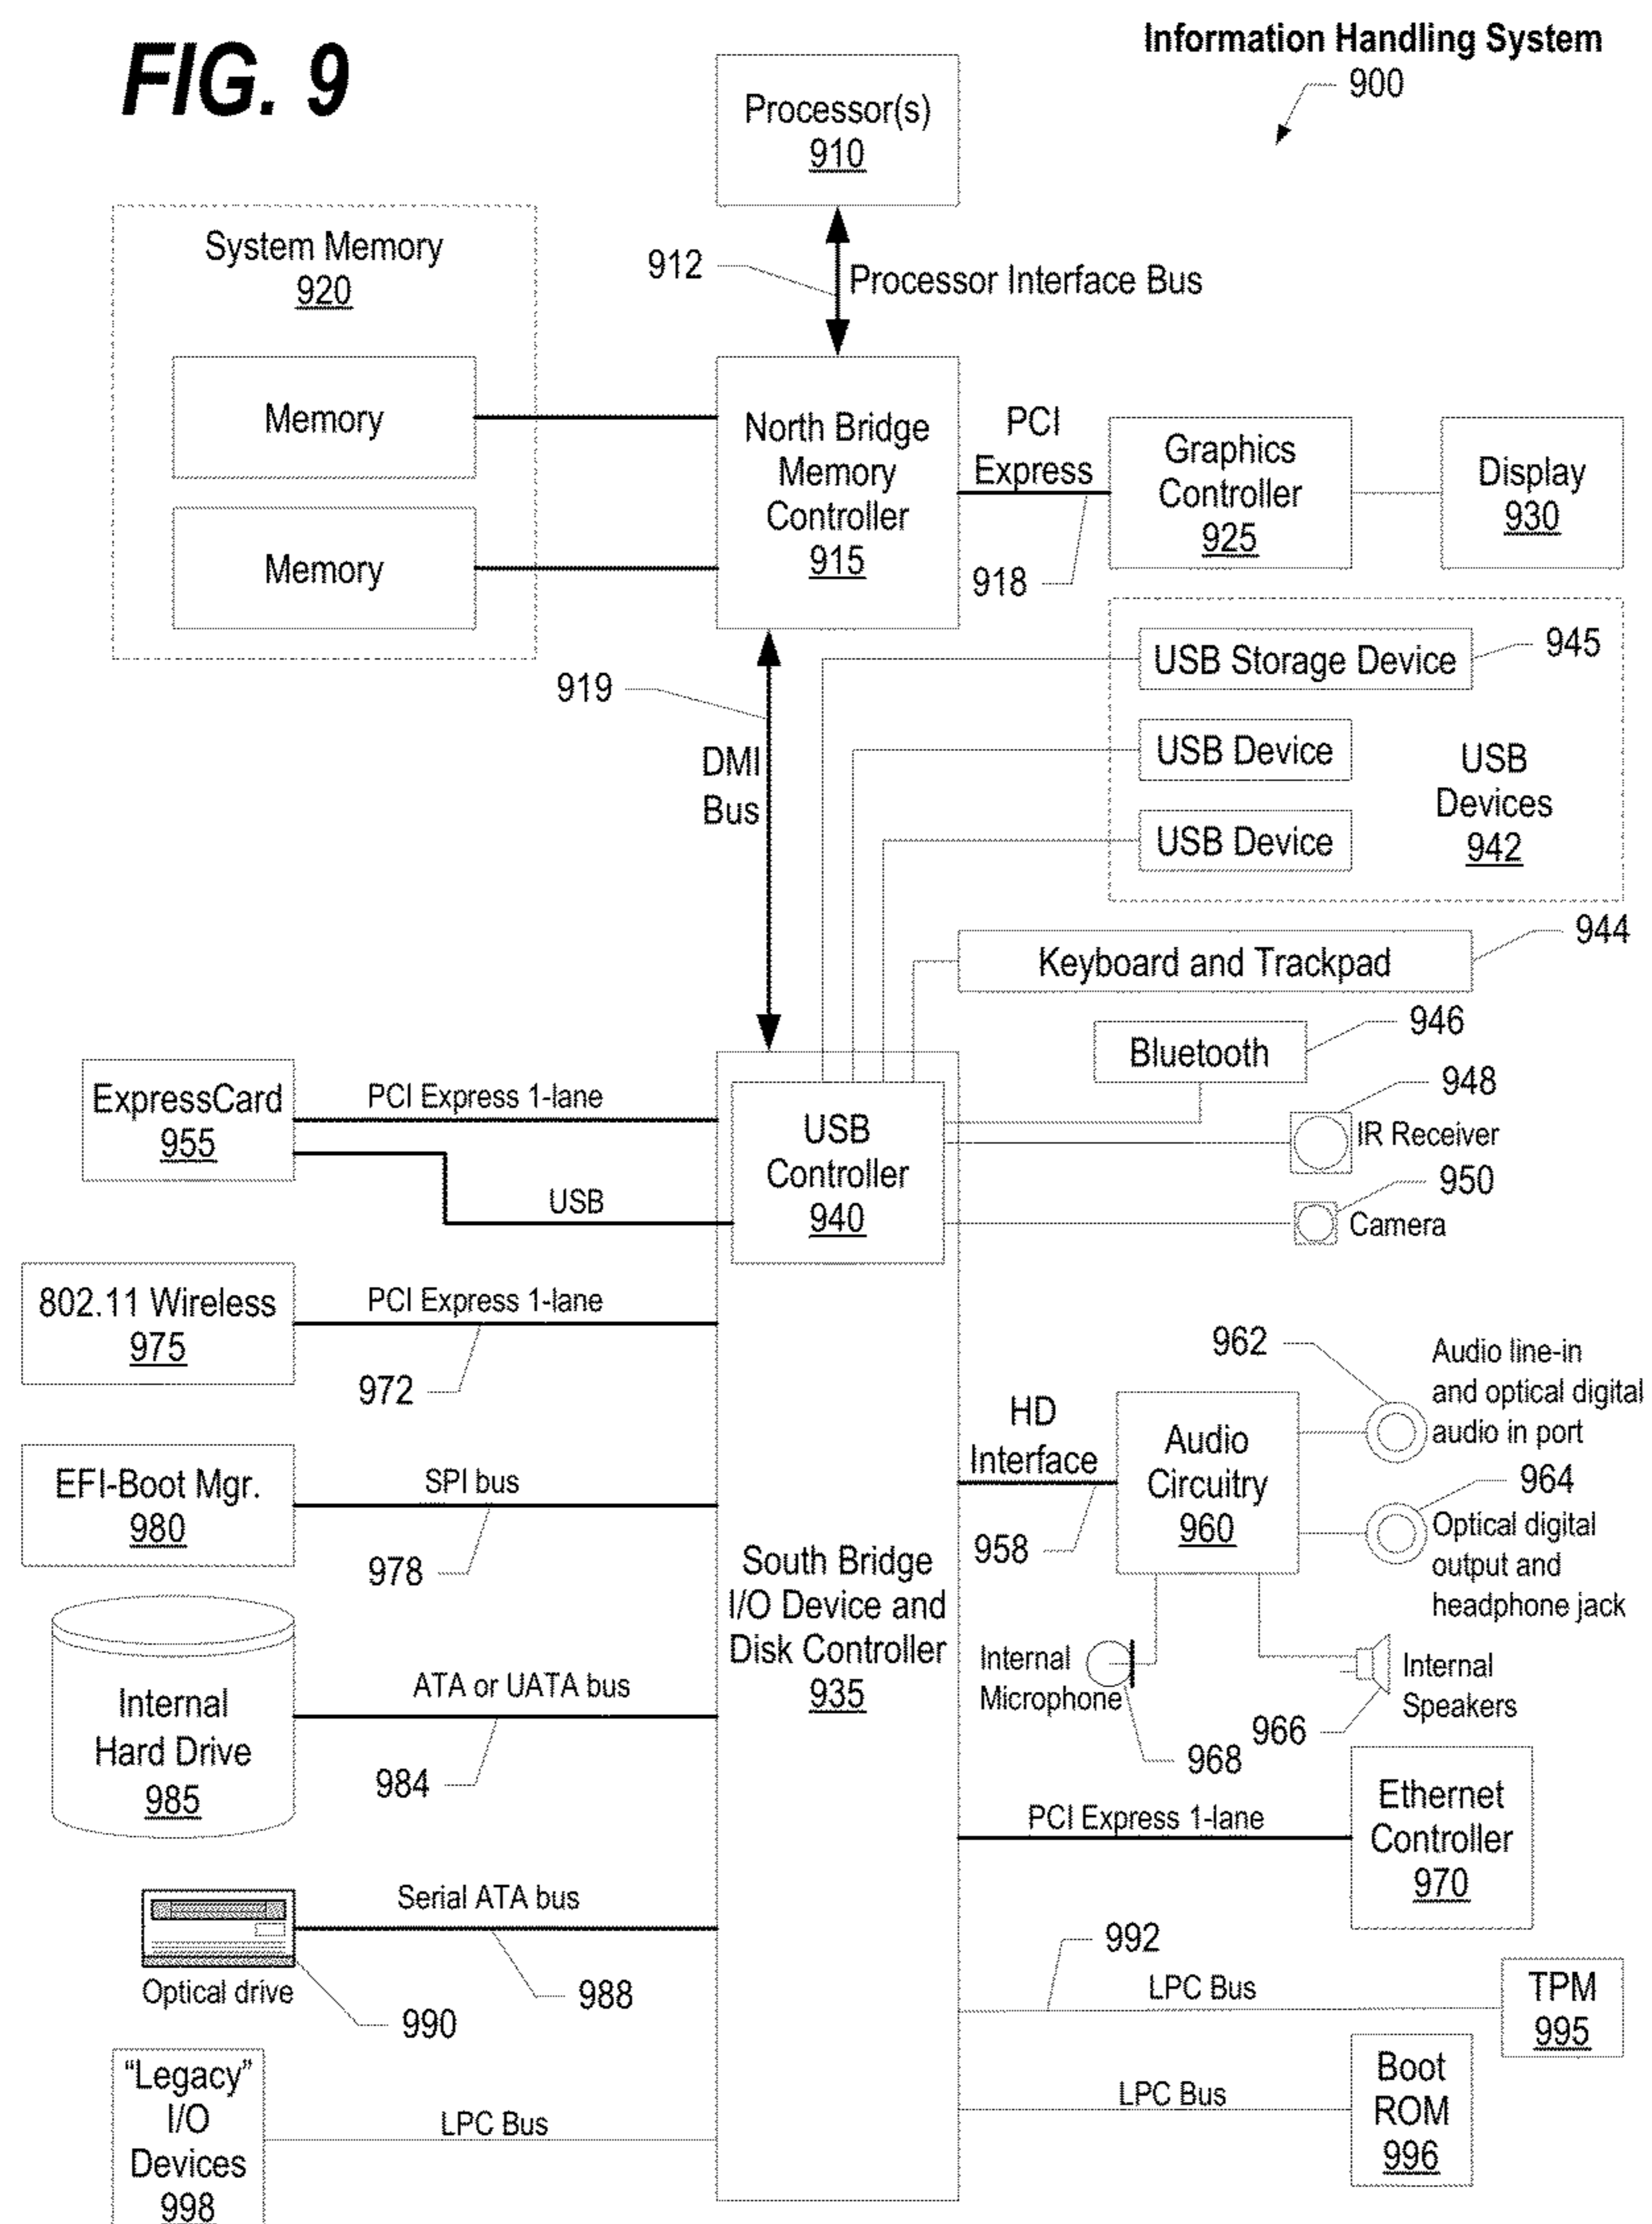 FIG. 9
Information Handling System
900
Processor(s)
910
System Memory
920
912
Processor Interface Bus
Memory
Memory
North Bridge
Memory
Controller
915
PCI
Express
918
Graphics
Controller
925
Display
930
919
DMI
Bus
USB Storage Device
945
USB Device
USB Device
USB
Devices
942
Keyboard and Trackpad
944
Bluetooth
946
948
IR Receiver
950
Camera
ExpressCard
955
PCI Express 1-lane
USB
USB
Controller
940
802.11 Wireless
975
PCI Express 1-lane
972
EFI-Boot Mgr.
980
SPI bus
978
South Bridge
I/O Device and
Disk Controller
935
HD
Interface
958
Audio
Circuitry
960
962
Audio line-in
and optical digital
audio in port
964
Optical digital
output and
headphone jack
Internal
Microphone
968
966
Internal
Speakers
Internal
Hard Drive
985
ATA or UATA bus
984
PCI Express 1-lane
Ethernet
Controller
970
Optical drive
990
Serial ATA bus
988
992
LPC Bus
TPM
995
LPC Bus
Boot
ROM
996
“Legacy”
I/O
Devices
998
LPC Bus